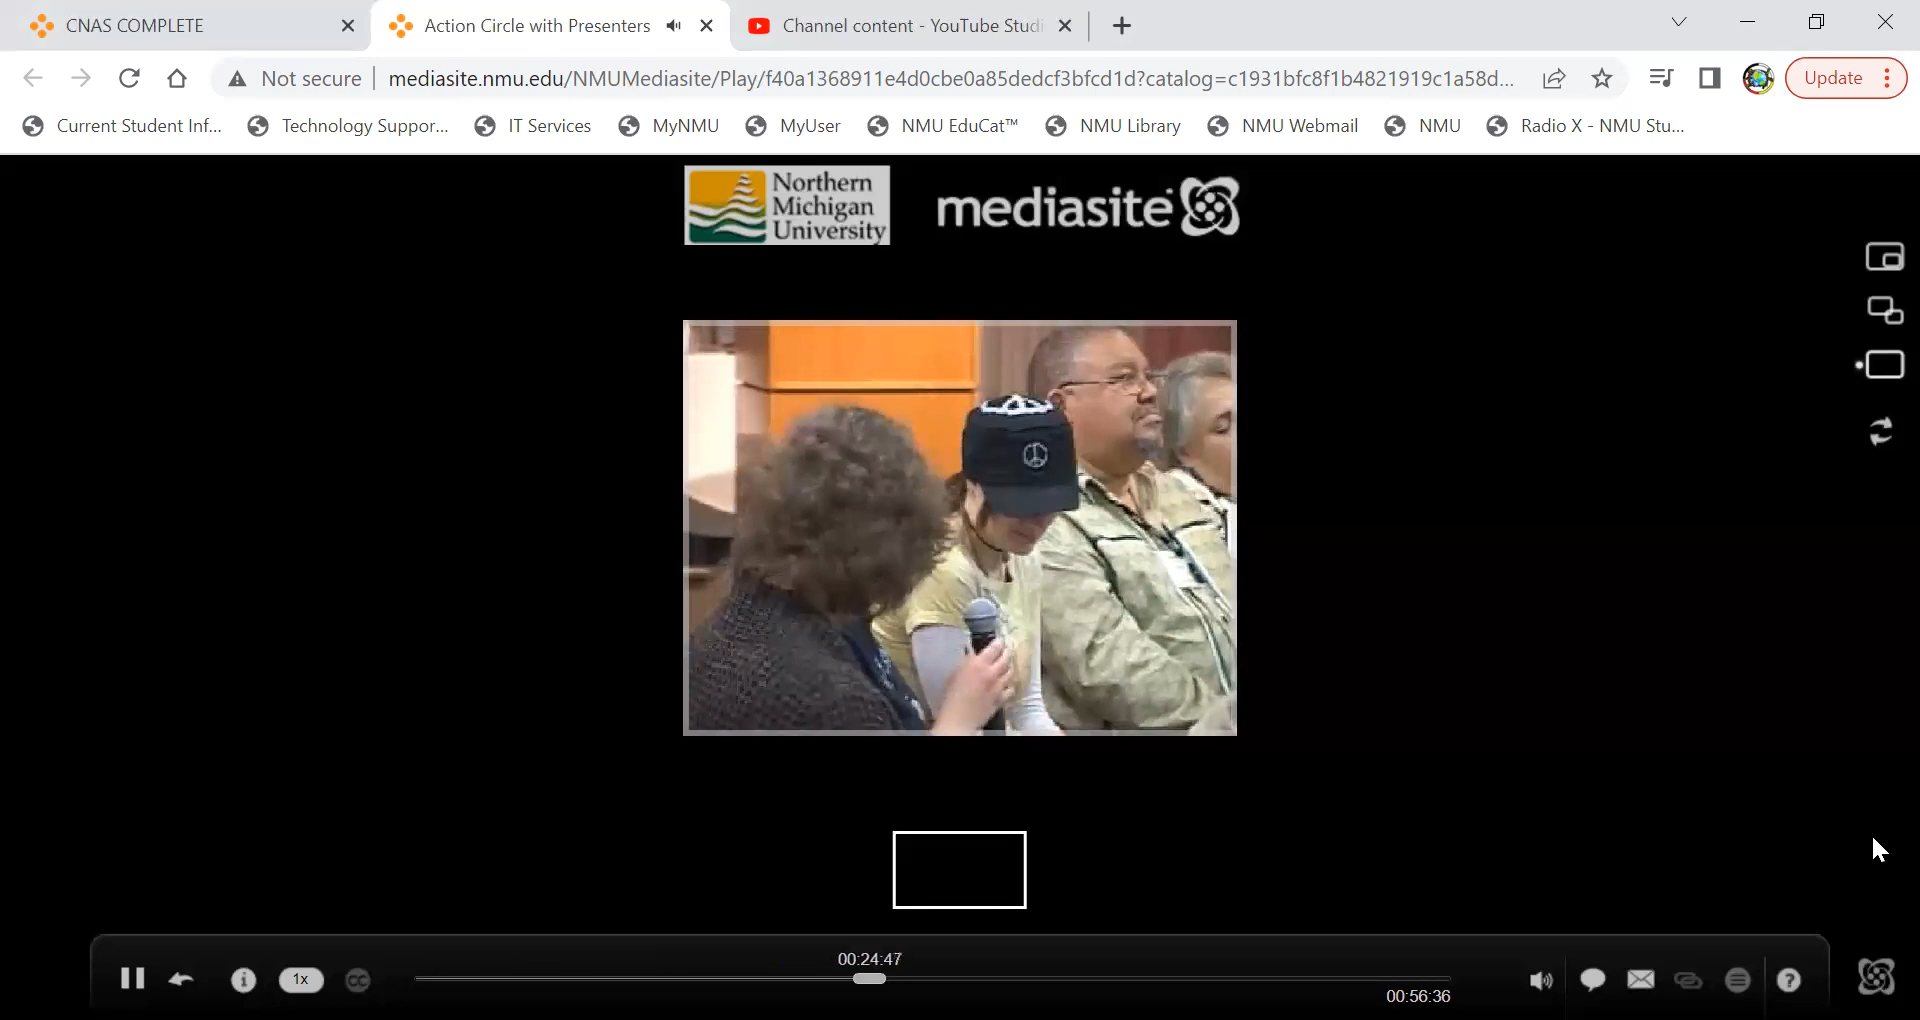 CNAS COMPLETE
Action Circle with Presenters
Channel content - YouTube Studi
Not secure
mediasite.nmu.edu/NMUMediasite/Play/f40a1368911e4d0cbe0a85dedcf3bfcd1d?catalog=c1931bfc8f1b4821919c1a58d...
Update
Current Student Inf...
Technology Suppor...
IT Services
MyNMU
MyUser
NMU EduCat™
NMU Library
NMU Webmail
NMU
Radio X - NMU Stu...
Northern
Michigan
University
mediasite
00:24:47
1x
CC
00:56:36